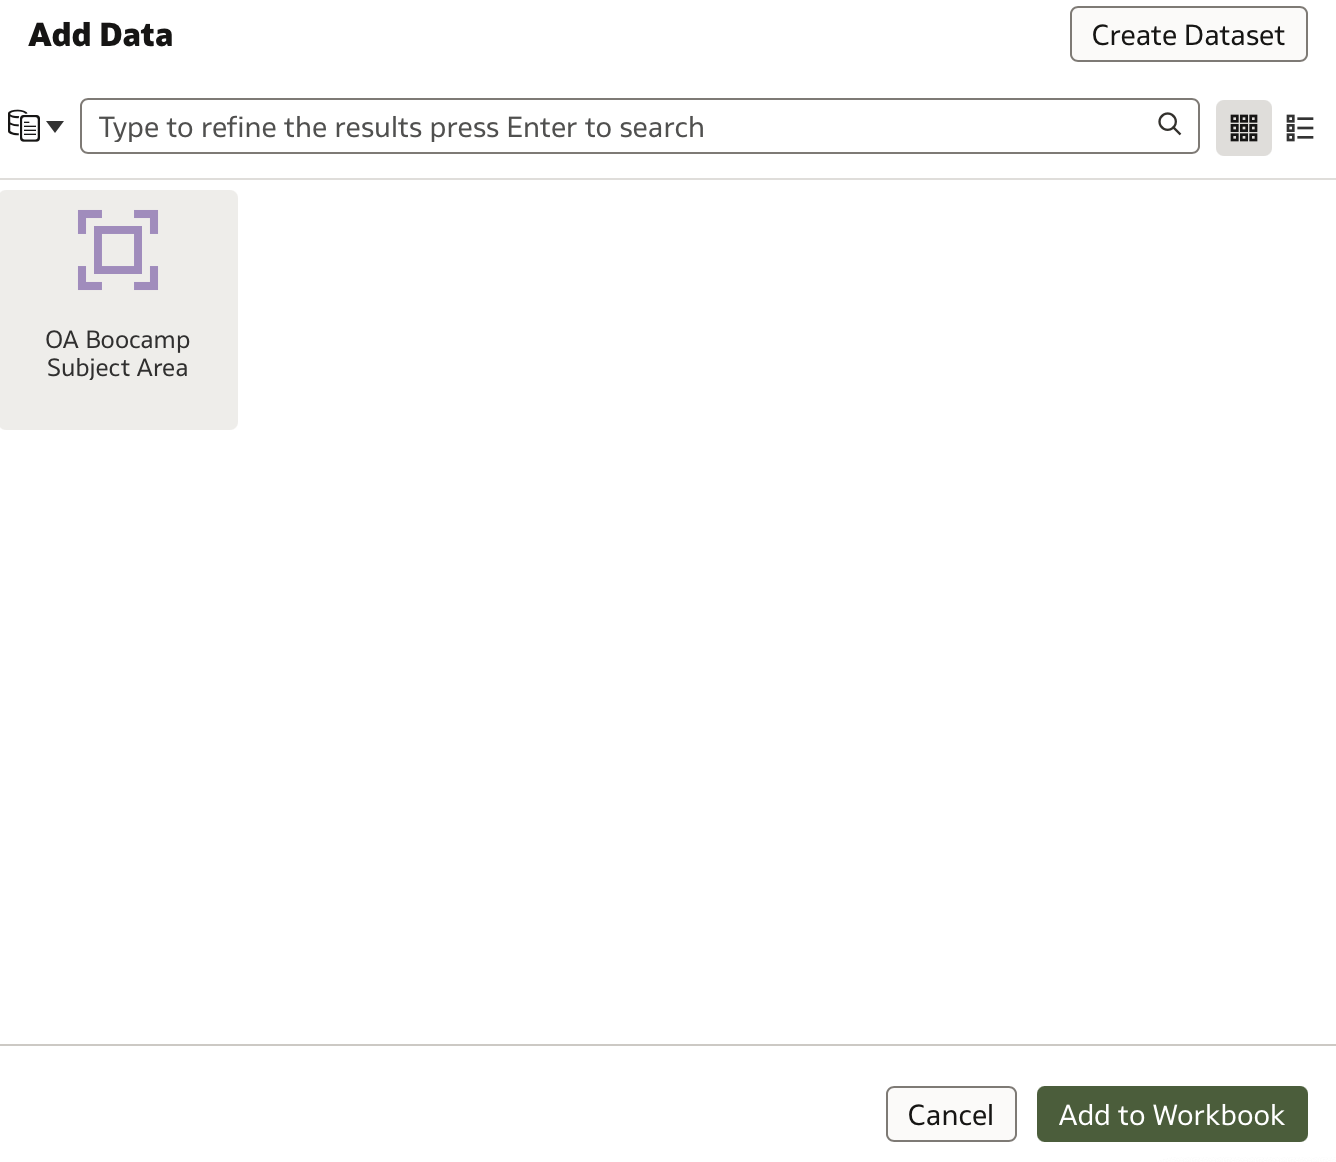 Add Data
Create Dataset
Type to refine the results press Enter to search
OA Boocamp
Subject Area
Cancel
Add to Workbook